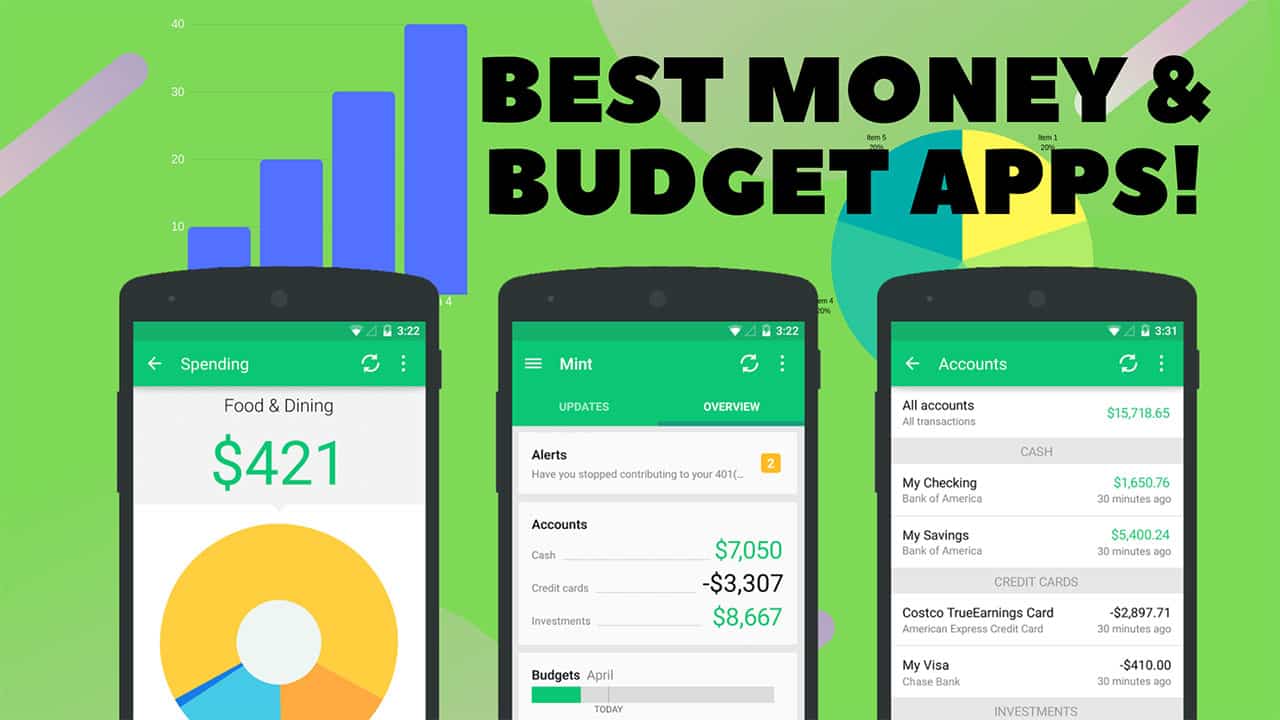 40
30
20
10
4
BEST MONEY &
BUDGET APPS!
Item 5
20%
Item 1
20%
20%
3:22
Spending
Food & Dining
$421
3:22
Mint
UPDATES
OVERVIEW
Alerts
2
Have you stopped contributing to your 401(...
Accounts
Cash $7,050
Credit cards -$3,307
Investments $8,667
Budgets April
TODAY
3:31
Accounts
All accounts $15,718.65
All transactions
CASH
My Checking $1,650.76
Bank of America 30 minutes ago
My Savings $5,400.24
Bank of America 30 minutes ago
CREDIT CARDS
Costco TrueEarnings Card -$2,897.71
American Express Credit Card 30 minutes ago
My Visa -$410.00
Chase Bank 30 minutes ago
INVESTMENTS